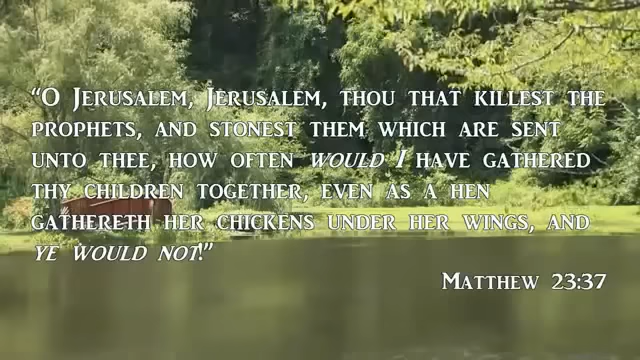 “O Jerusalem, Jerusalem, thou that killest the
prophets, and stonest them which are sent
unto thee, how often would I have gathered
thy children together, even as a hen
gathereth her chickens under her wings, and
ye would not!”
Matthew 23:37